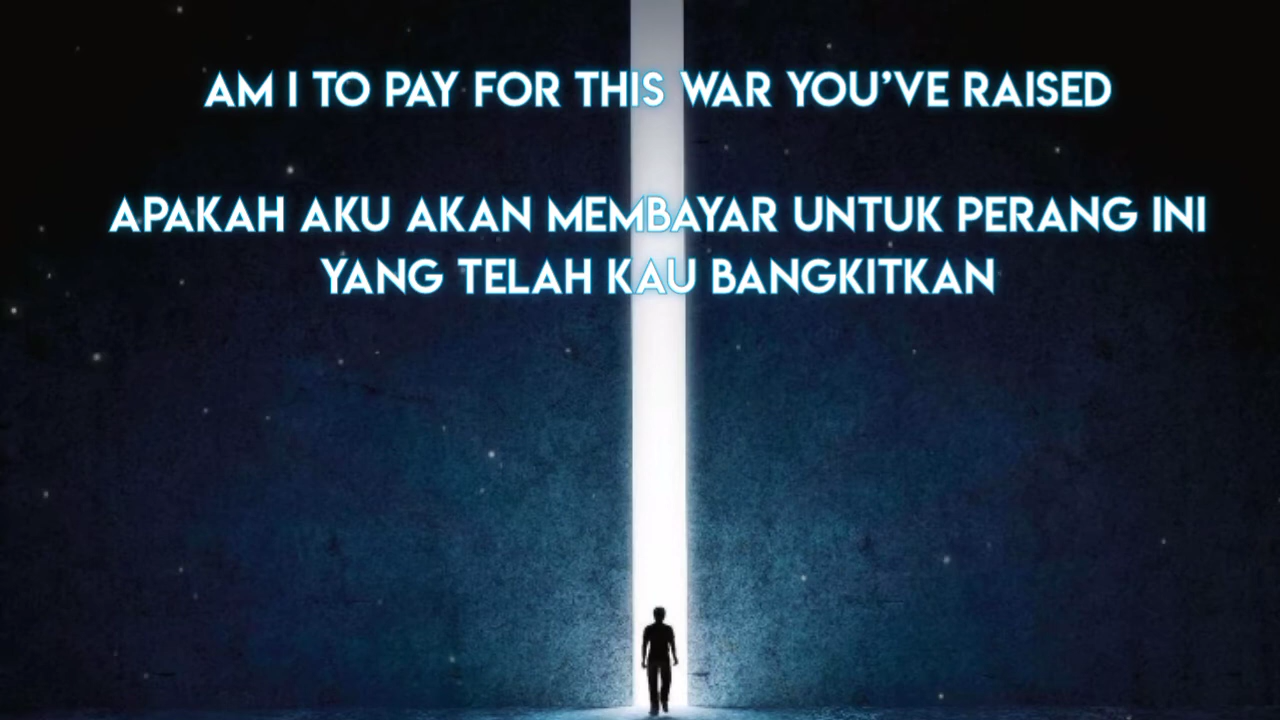 AM I TO PAY FOR THIS WAR YOU’VE RAISED
APAKAH AKU AKAN MEMBAYAR UNTUK PERANG INI
YANG TELAH KAU BANGKITKAN